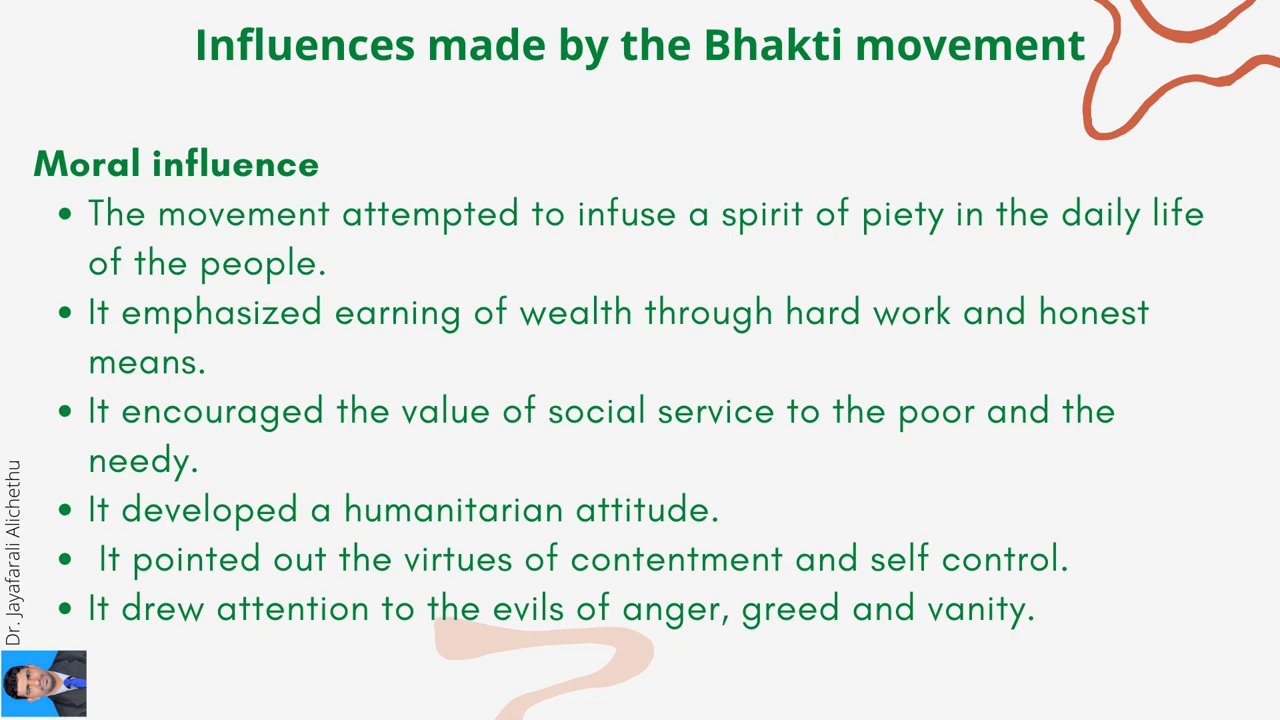 Influences made by the Bhakti movement
Moral influence
• The movement attempted to infuse a spirit of piety in the daily life
of the people.
• It emphasized earning of wealth through hard work and honest
means.
• It encouraged the value of social service to the poor and the
needy.
• It developed a humanitarian attitude.
• It pointed out the virtues of contentment and self control.
• It drew attention to the evils of anger, greed and vanity.
Dr. Jayafarali Alichethu